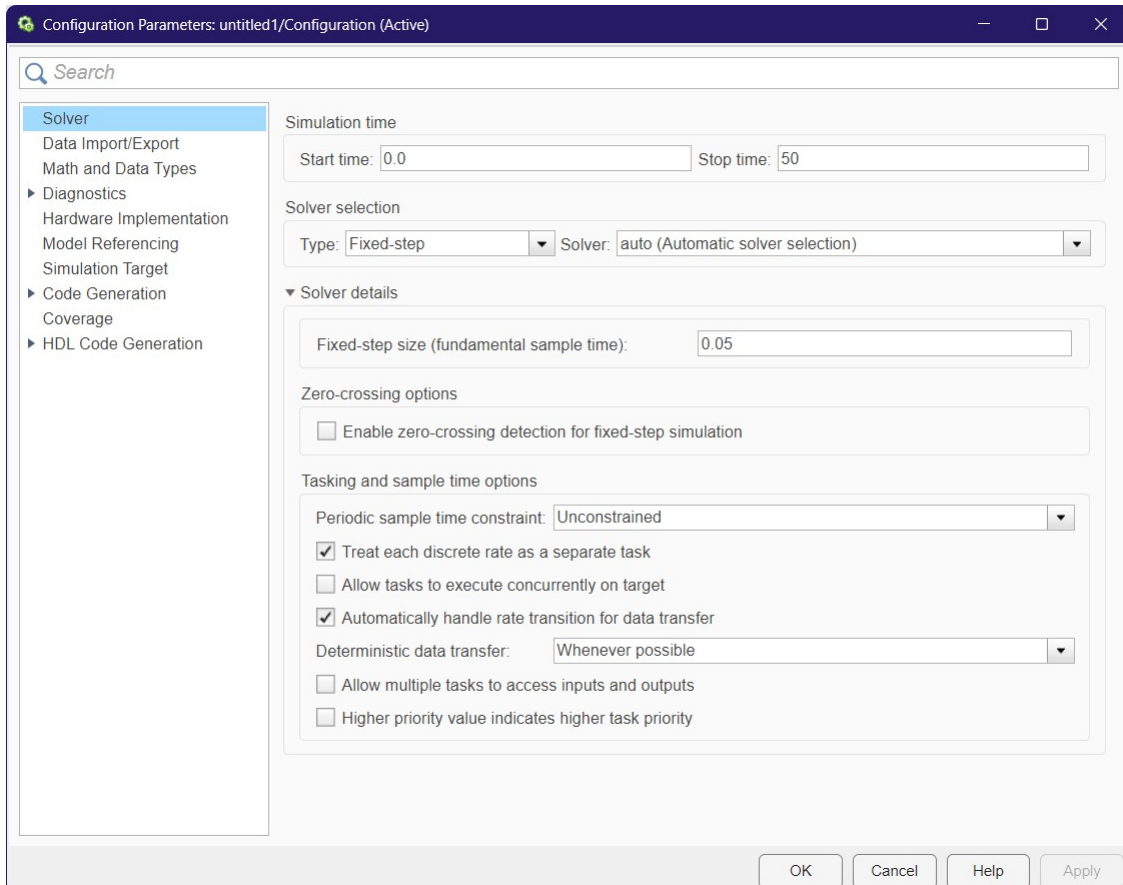 Configuration Parameters: untitled1/Configuration (Active)
Search
Solver
Data Import/Export
Math and Data Types
Diagnostics
Hardware Implementation
Model Referencing
Simulation Target
Code Generation
Coverage
HDL Code Generation
Simulation time
Start time: 0.0 Stop time: 50
Solver selection
Type: Fixed-step Solver: auto (Automatic solver selection)
Solver details
Fixed-step size (fundamental sample time): 0.05
Zero-crossing options
Enable zero-crossing detection for fixed-step simulation
Tasking and sample time options
Periodic sample time constraint: Unconstrained
Treat each discrete rate as a separate task
Allow tasks to execute concurrently on target
Automatically handle rate transition for data transfer
Deterministic data transfer: Whenever possible
Allow multiple tasks to access inputs and outputs
Higher priority value indicates higher task priority
OK Cancel Help Apply